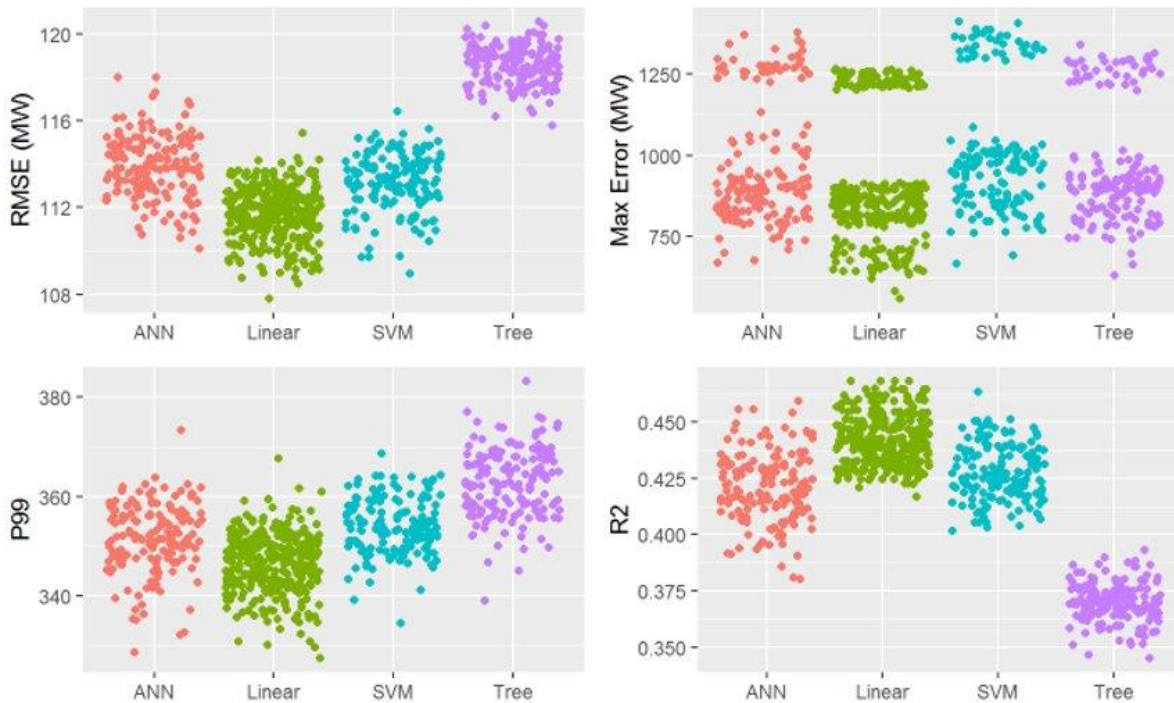 RMSE (MW)
120
116
112
108
ANN Linear SVM Tree
Max Error (MW)
1250
1000
750
ANN Linear SVM Tree
P99
380
360
340
ANN Linear SVM Tree
R2
0.450
0.425
0.400
0.375
0.350
ANN Linear SVM Tree